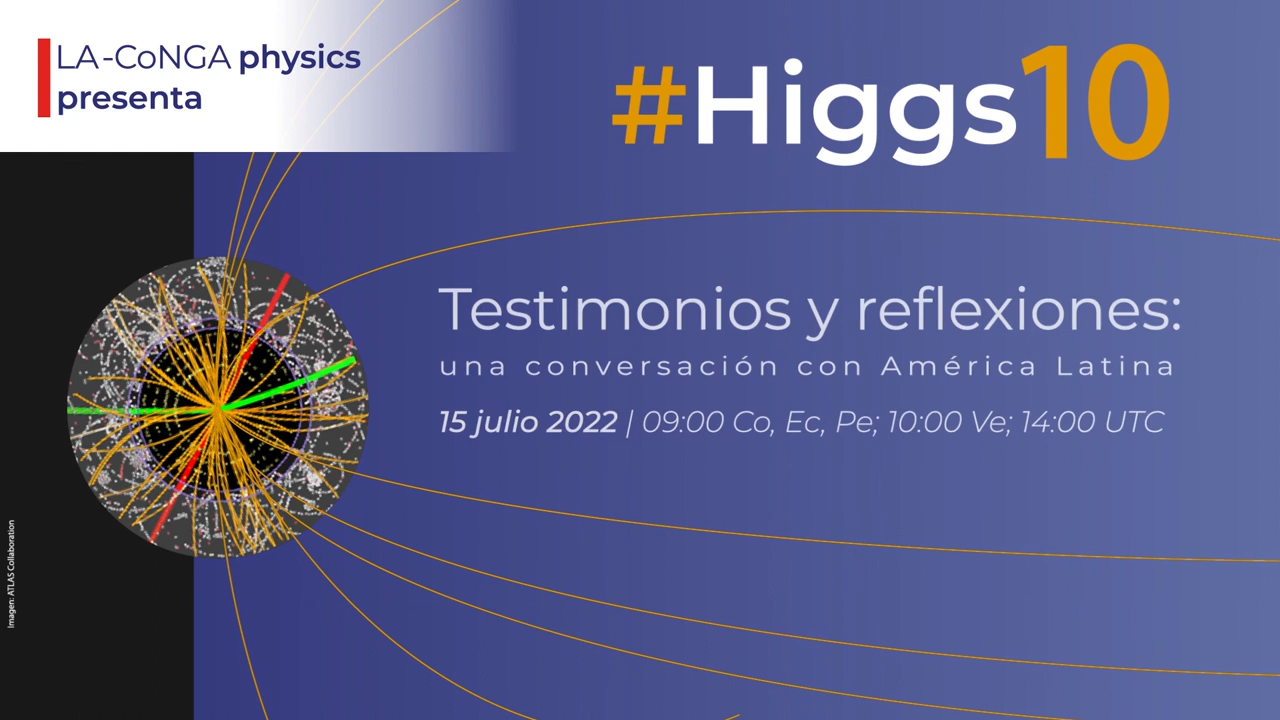 LA-CoNGA physics
presenta
#Higgs10
Testimonios y reflexiones:
una conversación con América Latina
15 julio 2022 | 09:00 Co, Ec, Pe; 10:00 Ve; 14:00 UTC
Imagen: ATLAS Collaboration